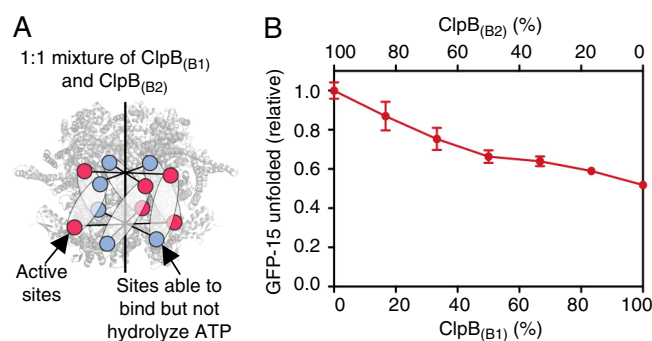 A
1:1 mixture of ClpB(B1)
and ClpB(B2)
Active
sites
Sites able to
bind but not
hydrolyze ATP
B
ClpB(B2) (%)
100 80 60 40 20 0
GFP-15 unfolded (relative)
1.0
0.8
0.6
0.4
0.2
0.0
0 20 40 60 80 100
ClpB(B1) (%)